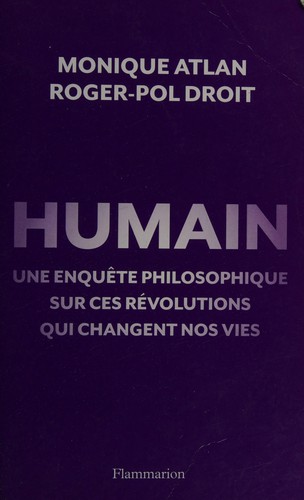 MONIQUE ATLAN
ROGER-POL DROIT
HUMAIN
UNE ENQUÊTE PHILOSOPHIQUE
SUR CES RÉVOLUTIONS
QUI CHANGENT NOS VIES
Flammarion